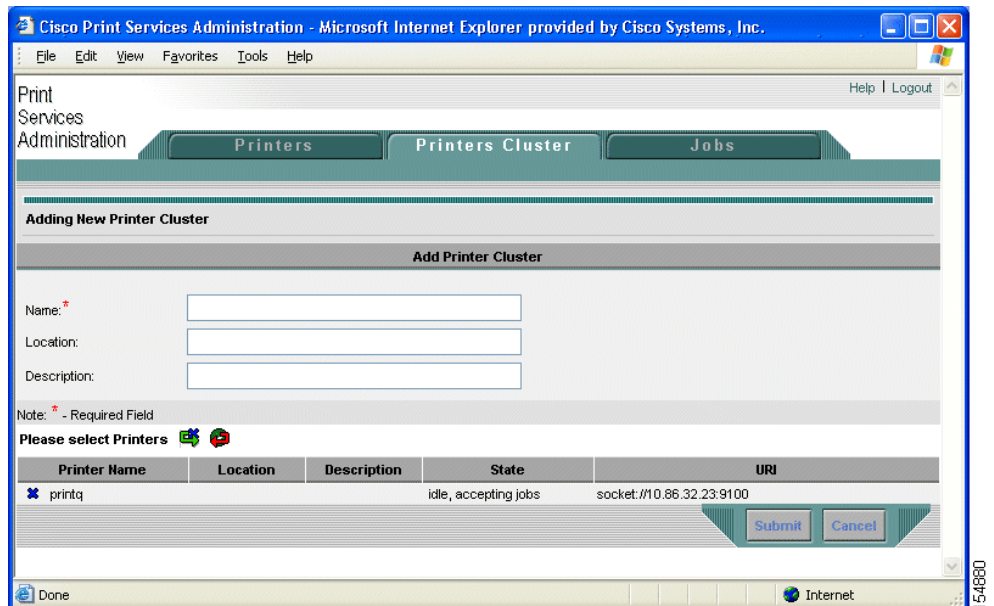 Cisco Print Services Administration - Microsoft Internet Explorer provided by Cisco Systems, Inc.
File Edit View Favorites Tools Help
Help | Logout
Print
Services
Administration
Printers Printers Cluster Jobs
Adding New Printer Cluster
Add Printer Cluster
Name:*
Location:
Description:
Note: * - Required Field
Please select Printers
Printer Name Location Description State URI
printq idle, accepting jobs socket://10.86.32.23:9100
Submit Cancel
Done Internet
54880